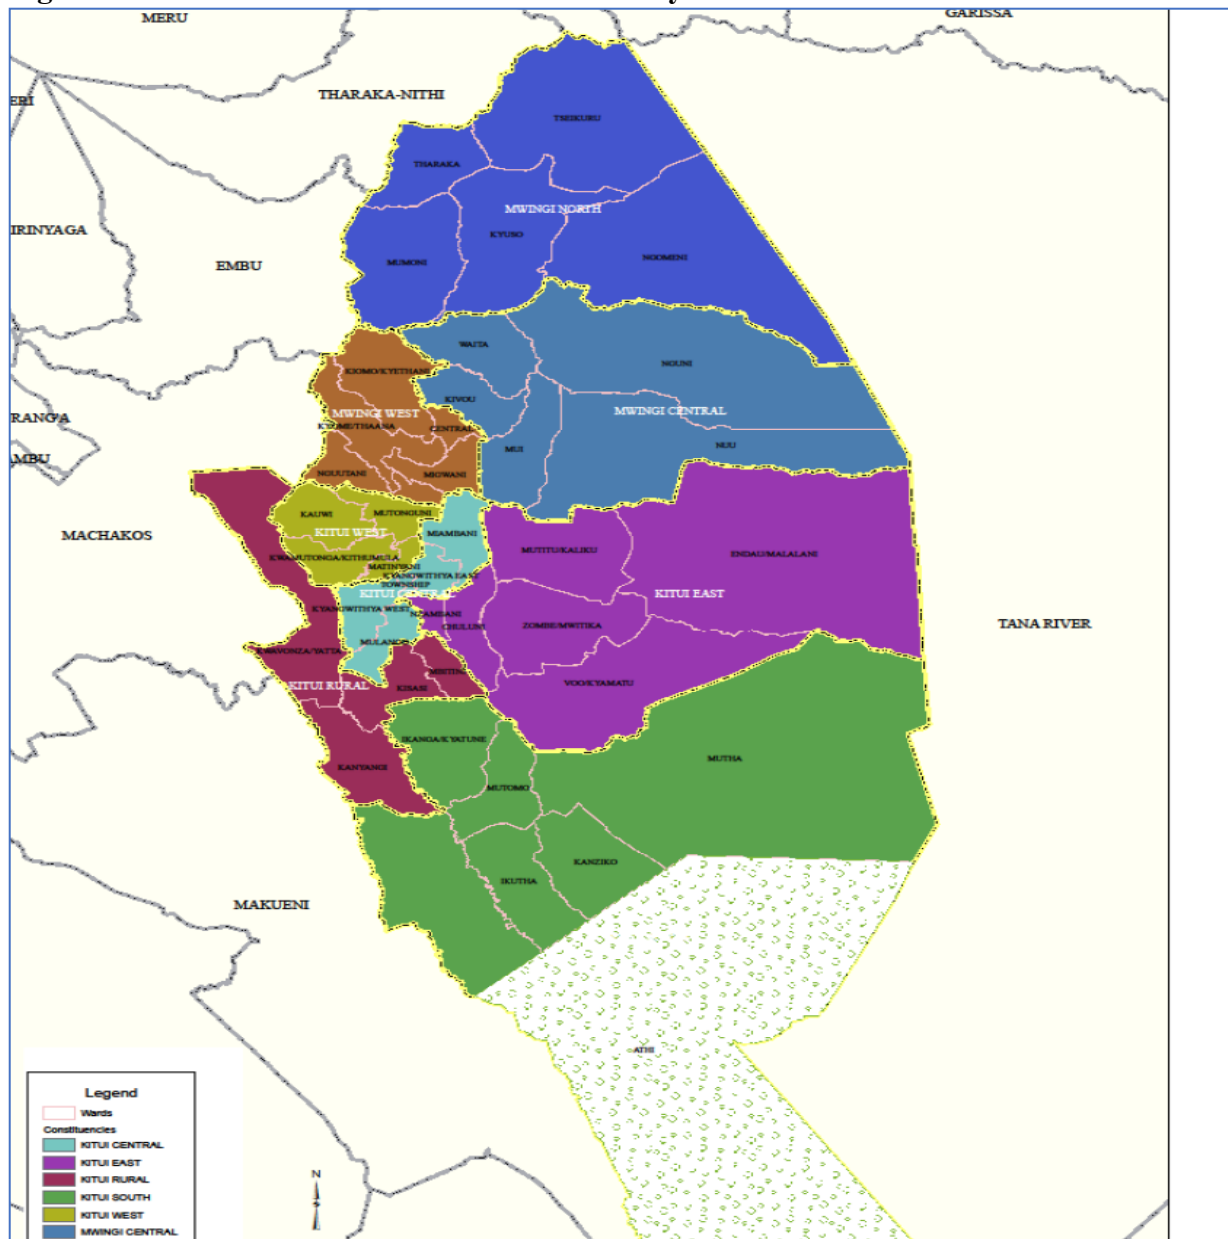 MERU
GARISSA
THARAKA-NITHI
TSEIKURU
THARAKA
MWINGI NORTH
IRINYAGA
KYUSO
NGOMENI
EMBU
MUMONI
WAITA
NGUNI
KIOMO/KYETHANI
KIVOU
MWINGI WEST
MWINGI CENTRAL
RANG'A
KYOME/THAANA
CENTRAL
NUU
MUI
AMBU
NGUUTANI
MIGWANI
KAUWI
MUTONGUNI
MACHAKOS
KITUI WEST
MIAMBANI
MUTITU/KALIKU
ENDAU/MALALANI
KWAMUTONGA/KITHUMULA
MATINYANI
KYANGWITHYA EAST
TOWNSHIP
KITUI CENTRAL
KITUI EAST
KYANGWITHYA WEST
NZAMBANI
CHULUNI
ZOMBE/MWITIKA
TANA RIVER
MULANGO
KWAVONZA/YATTA
KITUI RURAL
KISASI
VOO/KYAMATU
IKANGA/KYATUNE
MUTHA
KANYANGI
MUTOMO
KANZIKO
IKUTHA
MAKUENI
ATHI
Legend
Wards
Constituencies
KITUI CENTRAL
KITUI EAST
KITUI RURAL
KITUI SOUTH
KITUI WEST
MWINGI CENTRAL
N